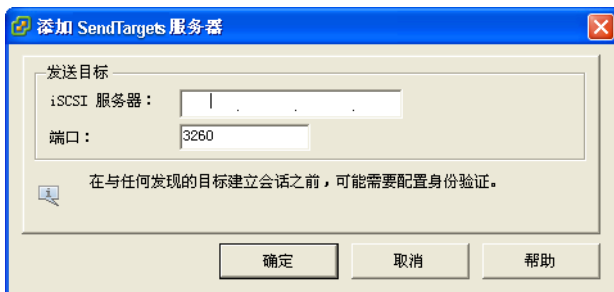 添加 SendTargets 服务器
发送目标
iSCSI 服务器：
. . .
端口：
3260
在与任何发现的目标建立会话之前，可能需要配置身份验证。
确定
取消
帮助